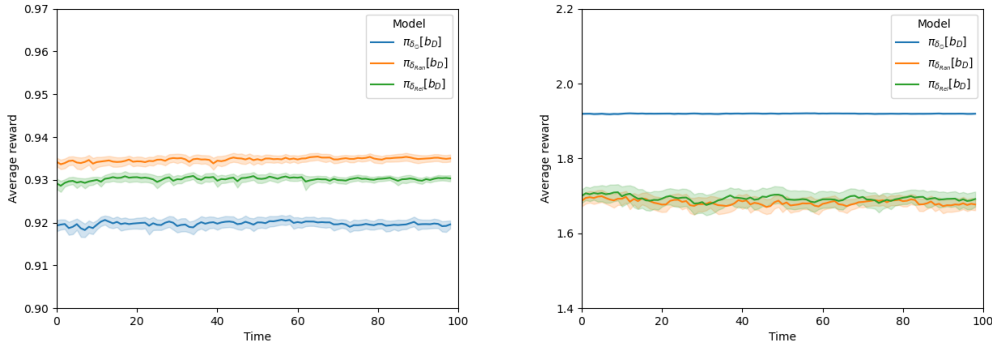 0.97
0.96
0.95
0.94
0.93
0.92
0.91
0.90
Average reward
0 20 40 60 80 100
Time
Model
π_{δ_∅}[b_D]
π_{δ_{Ran}}[b_D]
π_{δ_{Rel}}[b_D]
2.2
2.0
1.8
1.6
1.4
Average reward
0 20 40 60 80 100
Time
Model
π_{δ_∅}[b_D]
π_{δ_{Ran}}[b_D]
π_{δ_{Rel}}[b_D]